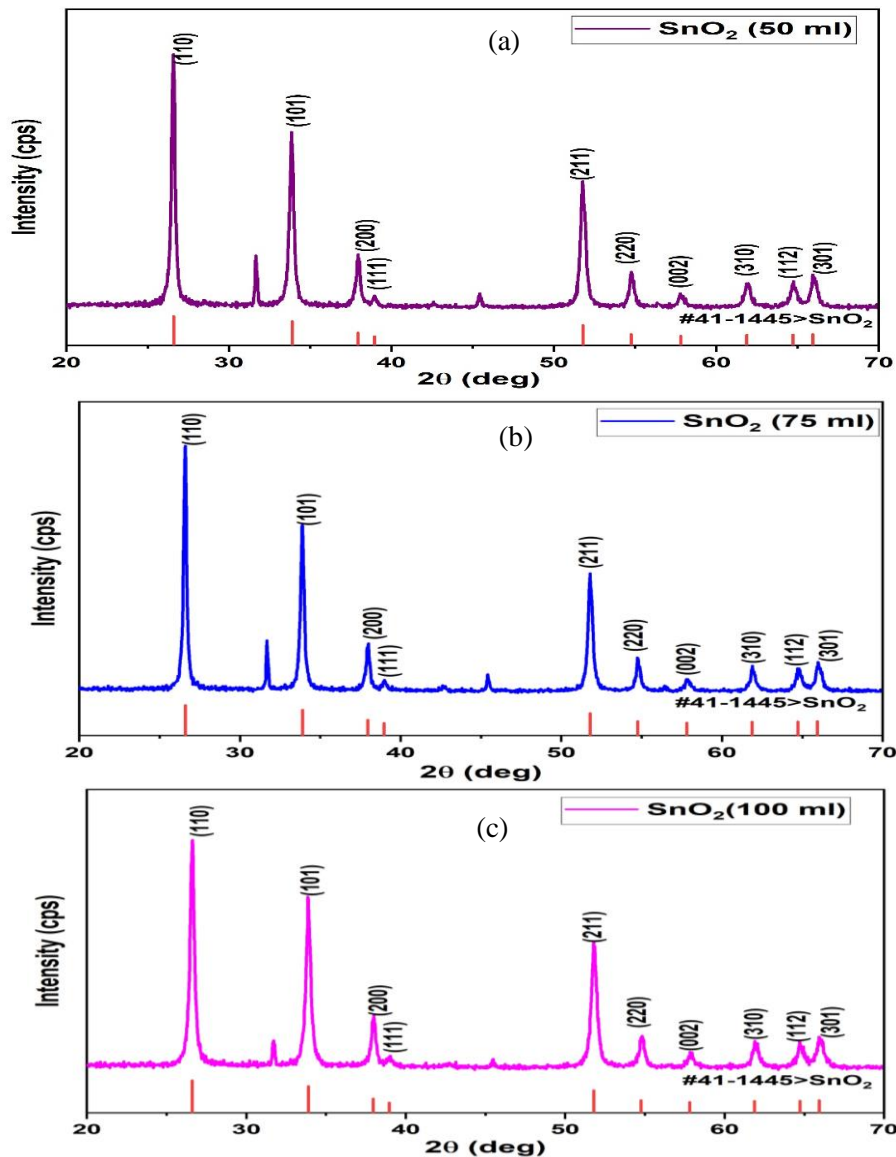 (a)
SnO₂ (50 ml)
(110)
(101)
(200)
(111)
(211)
(220)
(002)
(310)
(112)
(301)
Intensity (cps)
#41-1445>SnO₂
20 30 40 50 60 70
2θ (deg)
(b)
SnO₂ (75 ml)
(110)
(101)
(200)
(111)
(211)
(220)
(002)
(310)
(112)
(301)
Intensity (cps)
#41-1445>SnO₂
20 30 40 50 60 70
2θ (deg)
(c)
SnO₂(100 ml)
(110)
(101)
(200)
(111)
(211)
(220)
(002)
(310)
(112)
(301)
Intensity (cps)
#41-1445>SnO₂
20 30 40 50 60 70
2θ (deg)